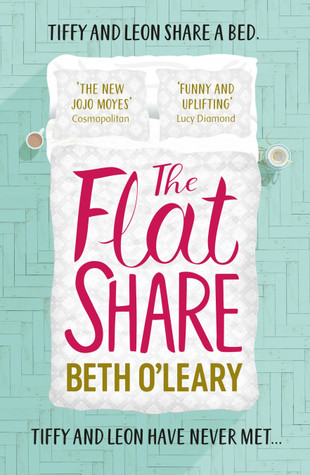 TIFFY AND LEON SHARE A BED.
'THE NEW
JOJO MOYES'
Cosmopolitan
'FUNNY AND
UPLIFTING'
Lucy Diamond
The
Flat
SHARE
BETH O'LEARY
TIFFY AND LEON HAVE NEVER MET...